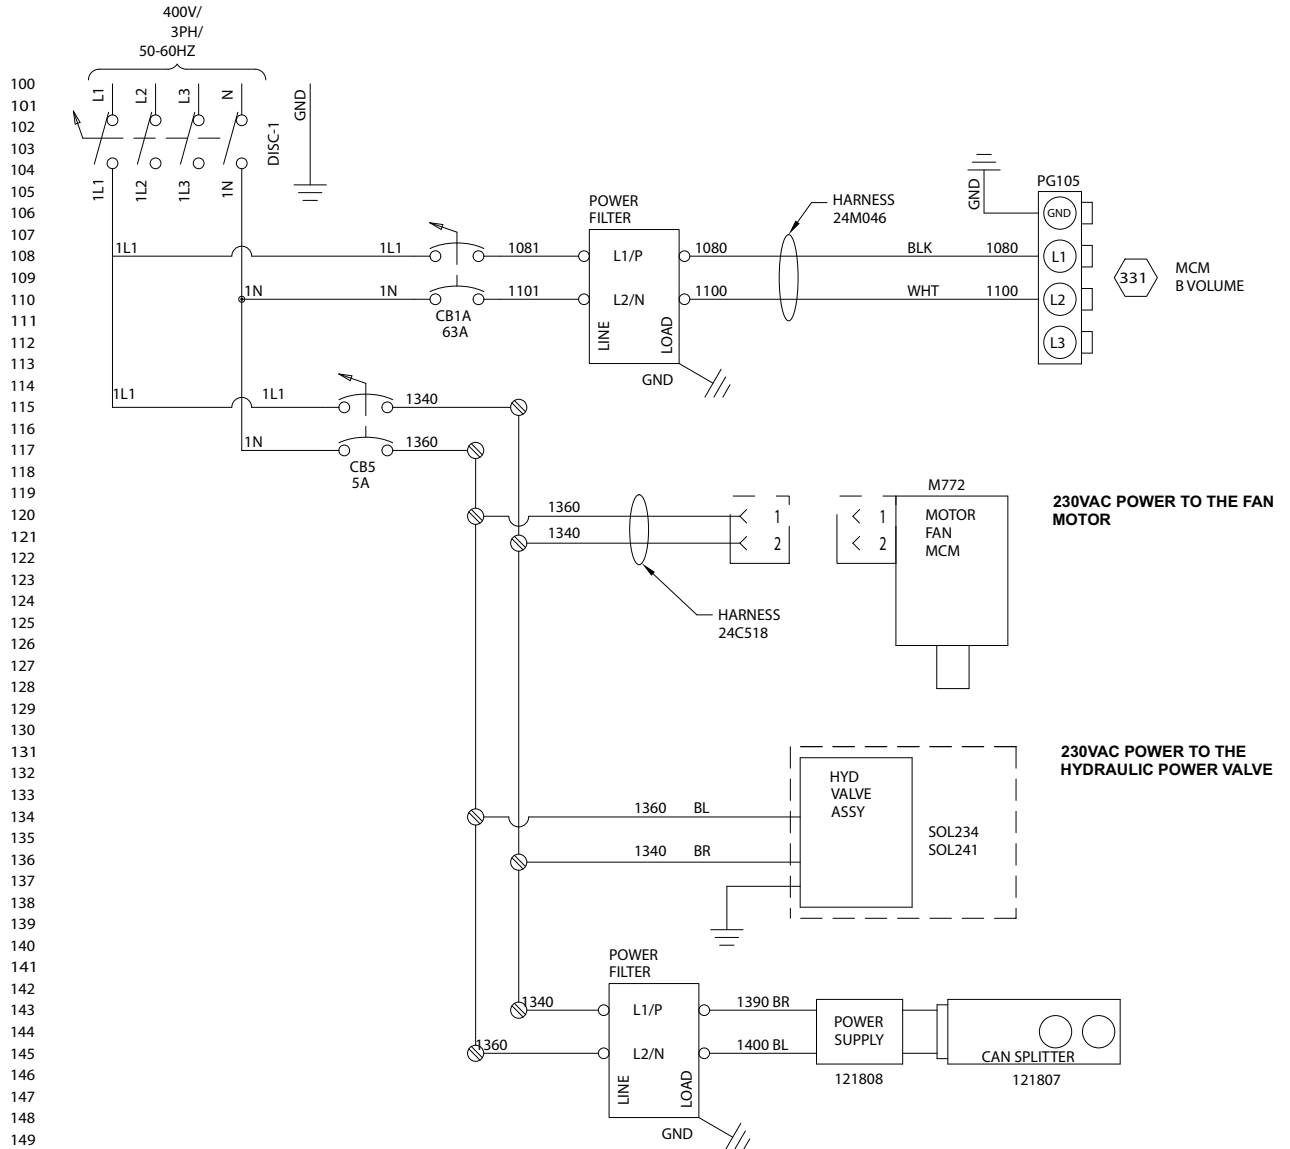 400V/
3PH/
50-60HZ
100
101
102
103
104
105
106
107
108
109
110
111
112
113
114
115
116
117
118
119
120
121
122
123
124
125
126
127
128
129
130
131
132
133
134
135
136
137
138
139
140
141
142
143
144
145
146
147
148
149
L1
L2
L3
N
GND
DISC-1
1L1
1L2
1L3
1N
1L1
1L1
1081
1N
1N
1101
CB1A
63A
POWER
FILTER
L1/P
L2/N
LINE
LOAD
GND
1080
1100
HARNESS
24M046
BLK
1080
WHT
1100
GND
PG105
GND
L1
L2
L3
331
MCM
B VOLUME
1L1
1L1
1340
1N
1360
CB5
5A
1360
1340
HARNESS
24C518
1
2
1
2
M772
MOTOR
FAN
MCM
230VAC POWER TO THE FAN
MOTOR
1360 BL
1340 BR
HYD
VALVE
ASSY
SOL234
SOL241
230VAC POWER TO THE
HYDRAULIC POWER VALVE
1340
1360
POWER
FILTER
L1/P
L2/N
LINE
LOAD
GND
1390 BR
1400 BL
POWER
SUPPLY
121808
CAN SPLITTER
121807